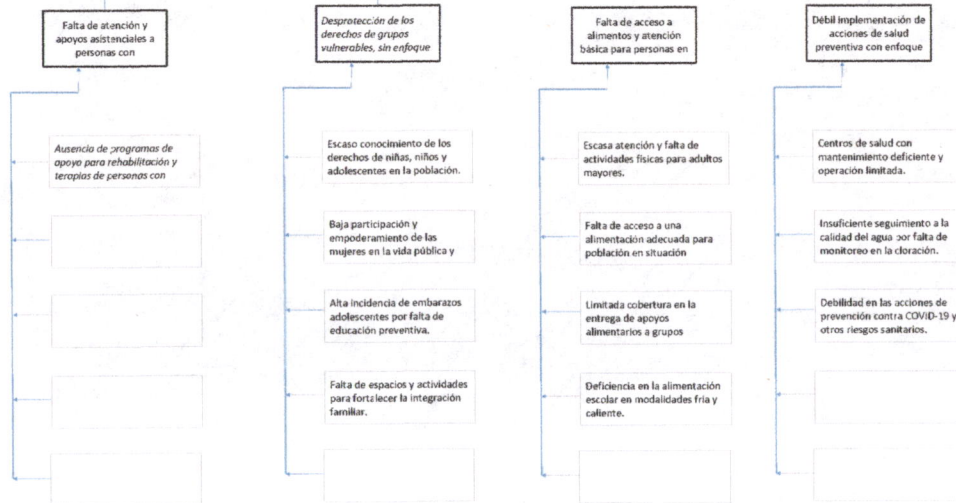 Falta de atención y
apoyos asistenciales a
personas con
Desprotección de los
derechos de grupos
vulnerables, sin enfoque
Falta de acceso a
alimentos y atención
básica para personas en
Débil implementación de
acciones de salud
preventiva con enfoque
Ausencia de programas de
apoyo para rehabilitación y
terapias de personas con
Escaso conocimiento de los
derechos de niñas, niños y
adolescentes en la población.
Baja participación y
empoderamiento de las
mujeres en la vida pública y
Alta incidencia de embarazos
adolescentes por falta de
educación preventiva.
Falta de espacios y actividades
para fortalecer la integración
familiar.
Escasa atención y falta de
actividades físicas para adultos
mayores.
Falta de acceso a una
alimentación adecuada para
población en situación
Limitada cobertura en la
entrega de apoyos
alimentarios a grupos
Deficiencia en la alimentación
escolar en modalidades fría y
caliente.
Centros de salud con
mantenimiento deficiente y
operación limitada.
Insuficiente seguimiento a la
calidad del agua por falta de
monitoreo en la cloración.
Debilidad en las acciones de
prevención contra COVID-19 y
otros riesgos sanitarios.